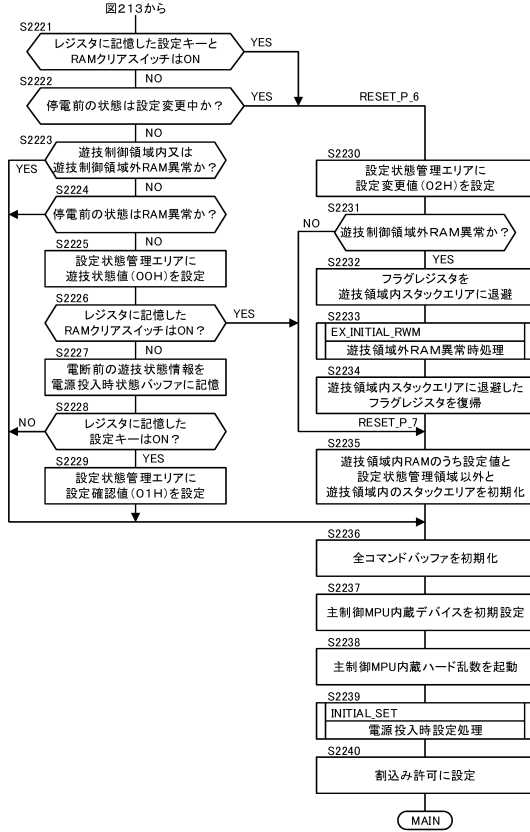 図213から
S2221
レジスタに記憶した設定キーと
RAMクリアスイッチはON
YES
NO
S2222
停電前の状態は設定変更中か?
YES
RESET_P_6
NO
S2223
遊技制御領域内又は
遊技制御領域外RAM異常か?
YES
NO
S2224
停電前の状態はRAM異常か?
NO
S2225
設定状態管理エリアに
遊技状態値(00H)を設定
S2226
レジスタに記憶した
RAMクリアスイッチはON?
YES
NO
S2227
電断前の遊技状態情報を
電源投入時状態バッファに記憶
S2228
レジスタに記憶した
設定キーはON?
NO
YES
S2229
設定状態管理エリアに
設定確認値(01H)を設定
S2230
設定状態管理エリアに
設定変更値(02H)を設定
S2231
遊技制御領域外RAM異常か?
NO
YES
S2232
フラグレジスタを
遊技領域内スタックエリアに退避
S2233
EX_INITIAL_RWM
遊技領域外RAM異常時処理
S2234
遊技領域内スタックエリアに退避した
フラグレジスタを復帰
RESET_P_7
S2235
遊技領域内RAMのうち設定値と
設定状態管理領域以外と
遊技領域内のスタックエリアを初期化
S2236
全コマンドバッファを初期化
S2237
主制御MPU内蔵デバイスを初期設定
S2238
主制御MPU内蔵ハード乱数を起動
S2239
INITIAL_SET
電源投入時設定処理
S2240
割込み許可に設定
MAIN